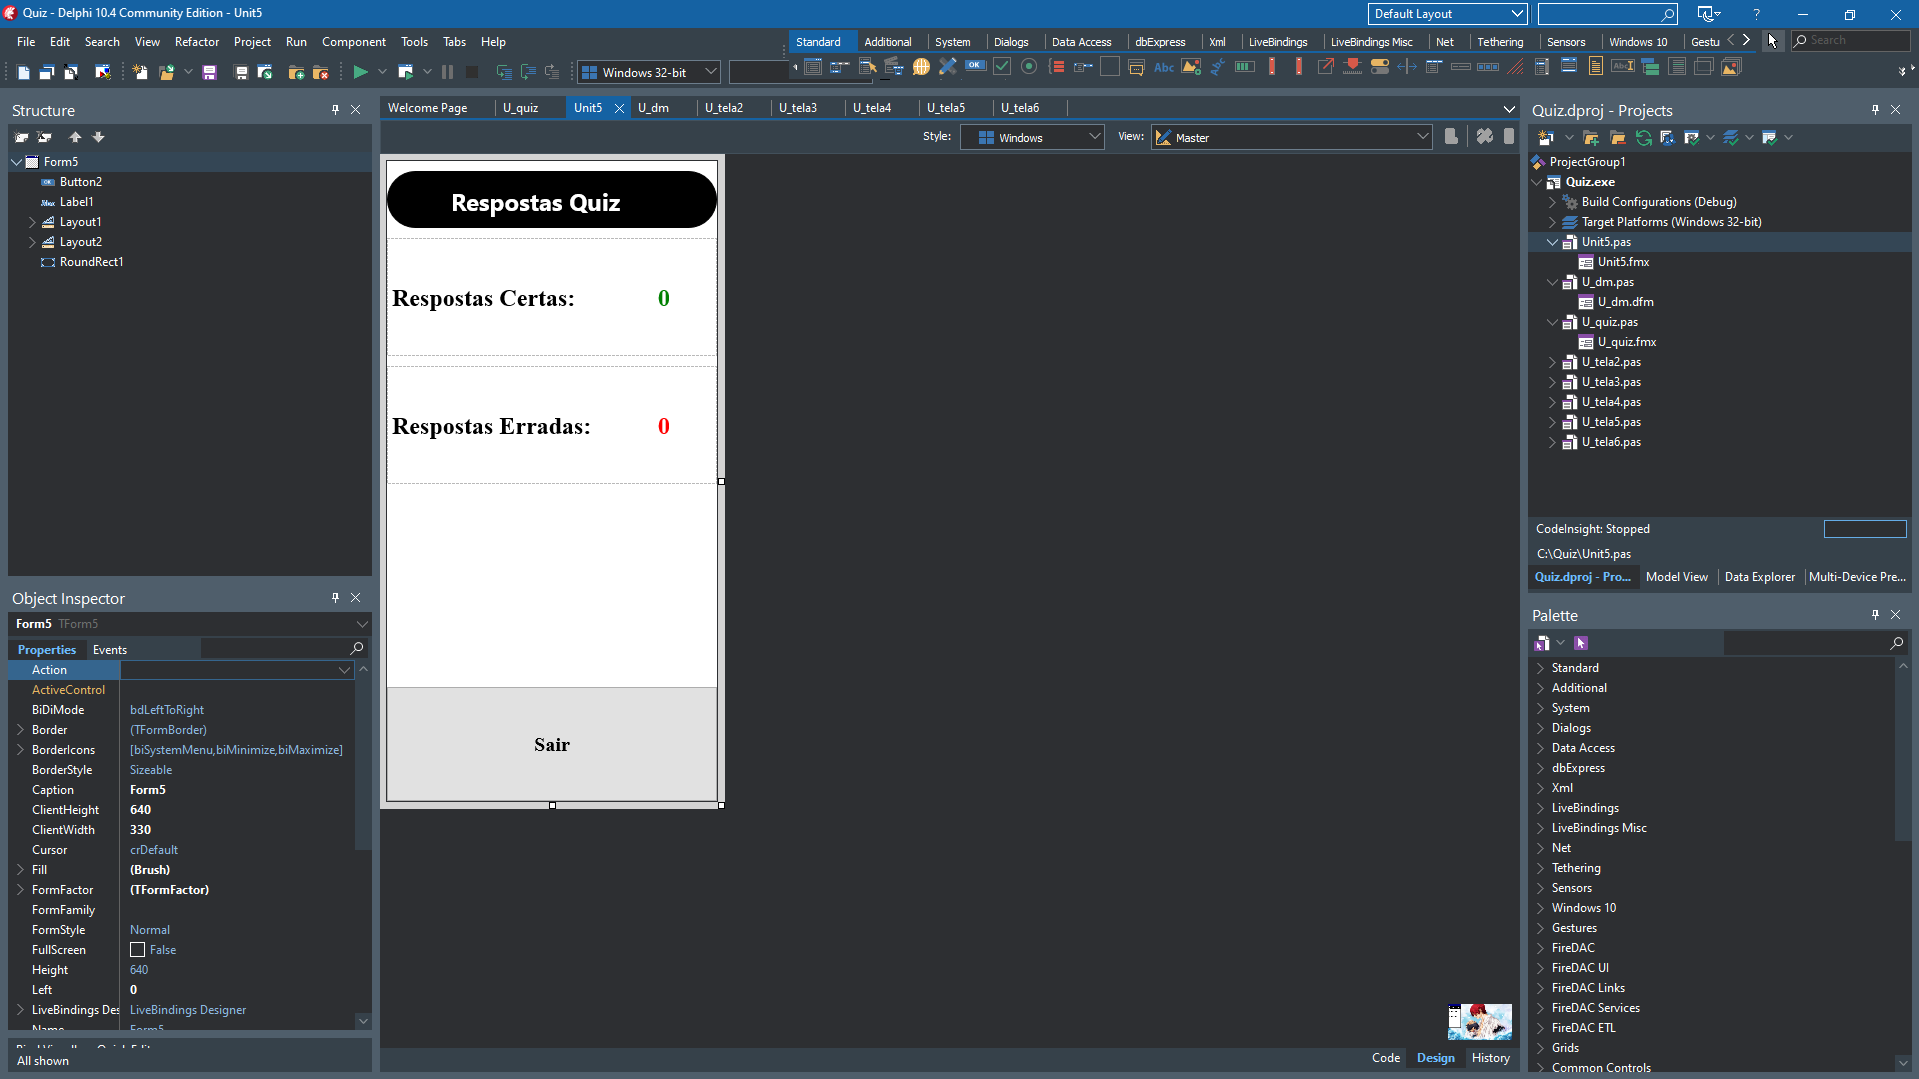 Quiz - Delphi 10.4 Community Edition - Unit5
Default Layout
File Edit Search View Refactor Project Run Component Tools Tabs Help
Standard Additional System Dialogs Data Access dbExpress Xml LiveBindings LiveBindings Misc Net Tethering Sensors Windows 10 Gestu
Search
Windows 32-bit
Structure
Form5
Button2
Label1
Layout1
Layout2
RoundRect1
Welcome Page U_quiz Unit5 U_dm U_tela2 U_tela3 U_tela4 U_tela5 U_tela6
Style: Windows View: Master
Respostas Quiz
Respostas Certas: 0
Respostas Erradas: 0
Sair
Object Inspector
Form5 TForm5
Properties Events
Action
ActiveControl
BiDiMode bdLeftToRight
Border (TFormBorder)
BorderIcons [biSystemMenu,biMinimize,biMaximize]
BorderStyle Sizeable
Caption Form5
ClientHeight 640
ClientWidth 330
Cursor crDefault
Fill (Brush)
FormFactor (TFormFactor)
FormFamily
FormStyle Normal
FullScreen False
Height 640
Left 0
LiveBindings Des LiveBindings Designer
Name Form5
All shown
Code Design History
Quiz.dproj - Projects
ProjectGroup1
Quiz.exe
Build Configurations (Debug)
Target Platforms (Windows 32-bit)
Unit5.pas
Unit5.fmx
U_dm.pas
U_dm.dfm
U_quiz.pas
U_quiz.fmx
U_tela2.pas
U_tela3.pas
U_tela4.pas
U_tela5.pas
U_tela6.pas
CodeInsight: Stopped
C:\Quiz\Unit5.pas
Quiz.dproj - Pro... Model View Data Explorer Multi-Device Pre...
Palette
Standard
Additional
System
Dialogs
Data Access
dbExpress
Xml
LiveBindings
LiveBindings Misc
Net
Tethering
Sensors
Windows 10
Gestures
FireDAC
FireDAC UI
FireDAC Links
FireDAC Services
FireDAC ETL
Grids
Common Controls